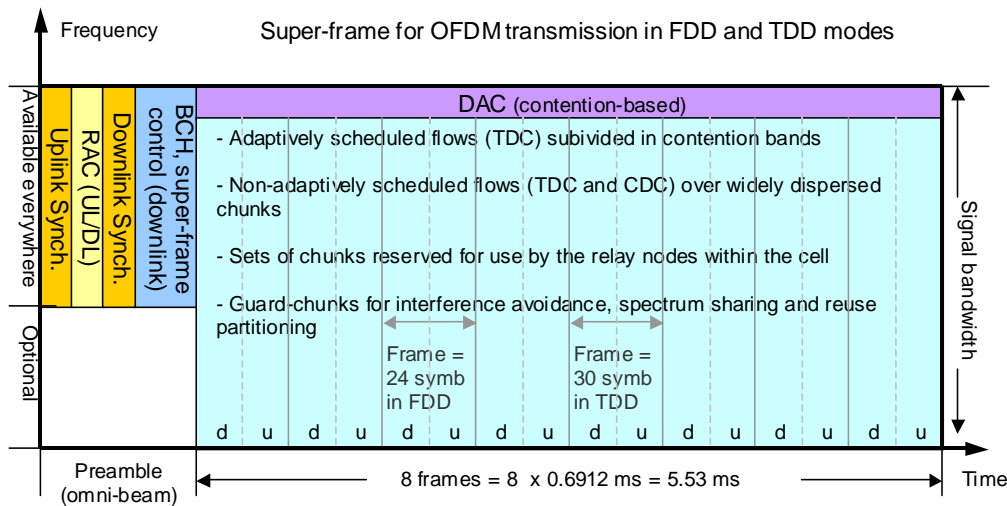 Frequency
Super-frame for OFDM transmission in FDD and TDD modes
Available everywhere
Optional
Uplink Synch.
RAC (UL/DL)
Downlink Synch.
BCH, super-frame
control (downlink)
DAC (contention-based)
- Adaptively scheduled flows (TDC) subivided in contention bands
- Non-adaptively scheduled flows (TDC and CDC) over widely dispersed
chunks
- Sets of chunks reserved for use by the relay nodes within the cell
- Guard-chunks for interference avoidance, spectrum sharing and reuse
partitioning
Frame =
24 symb
in FDD
Frame =
30 symb
in TDD
d u d u d u d u d u d u d u d u
Signal bandwidth
Preamble
(omni-beam)
8 frames = 8 x 0.6912 ms = 5.53 ms
Time